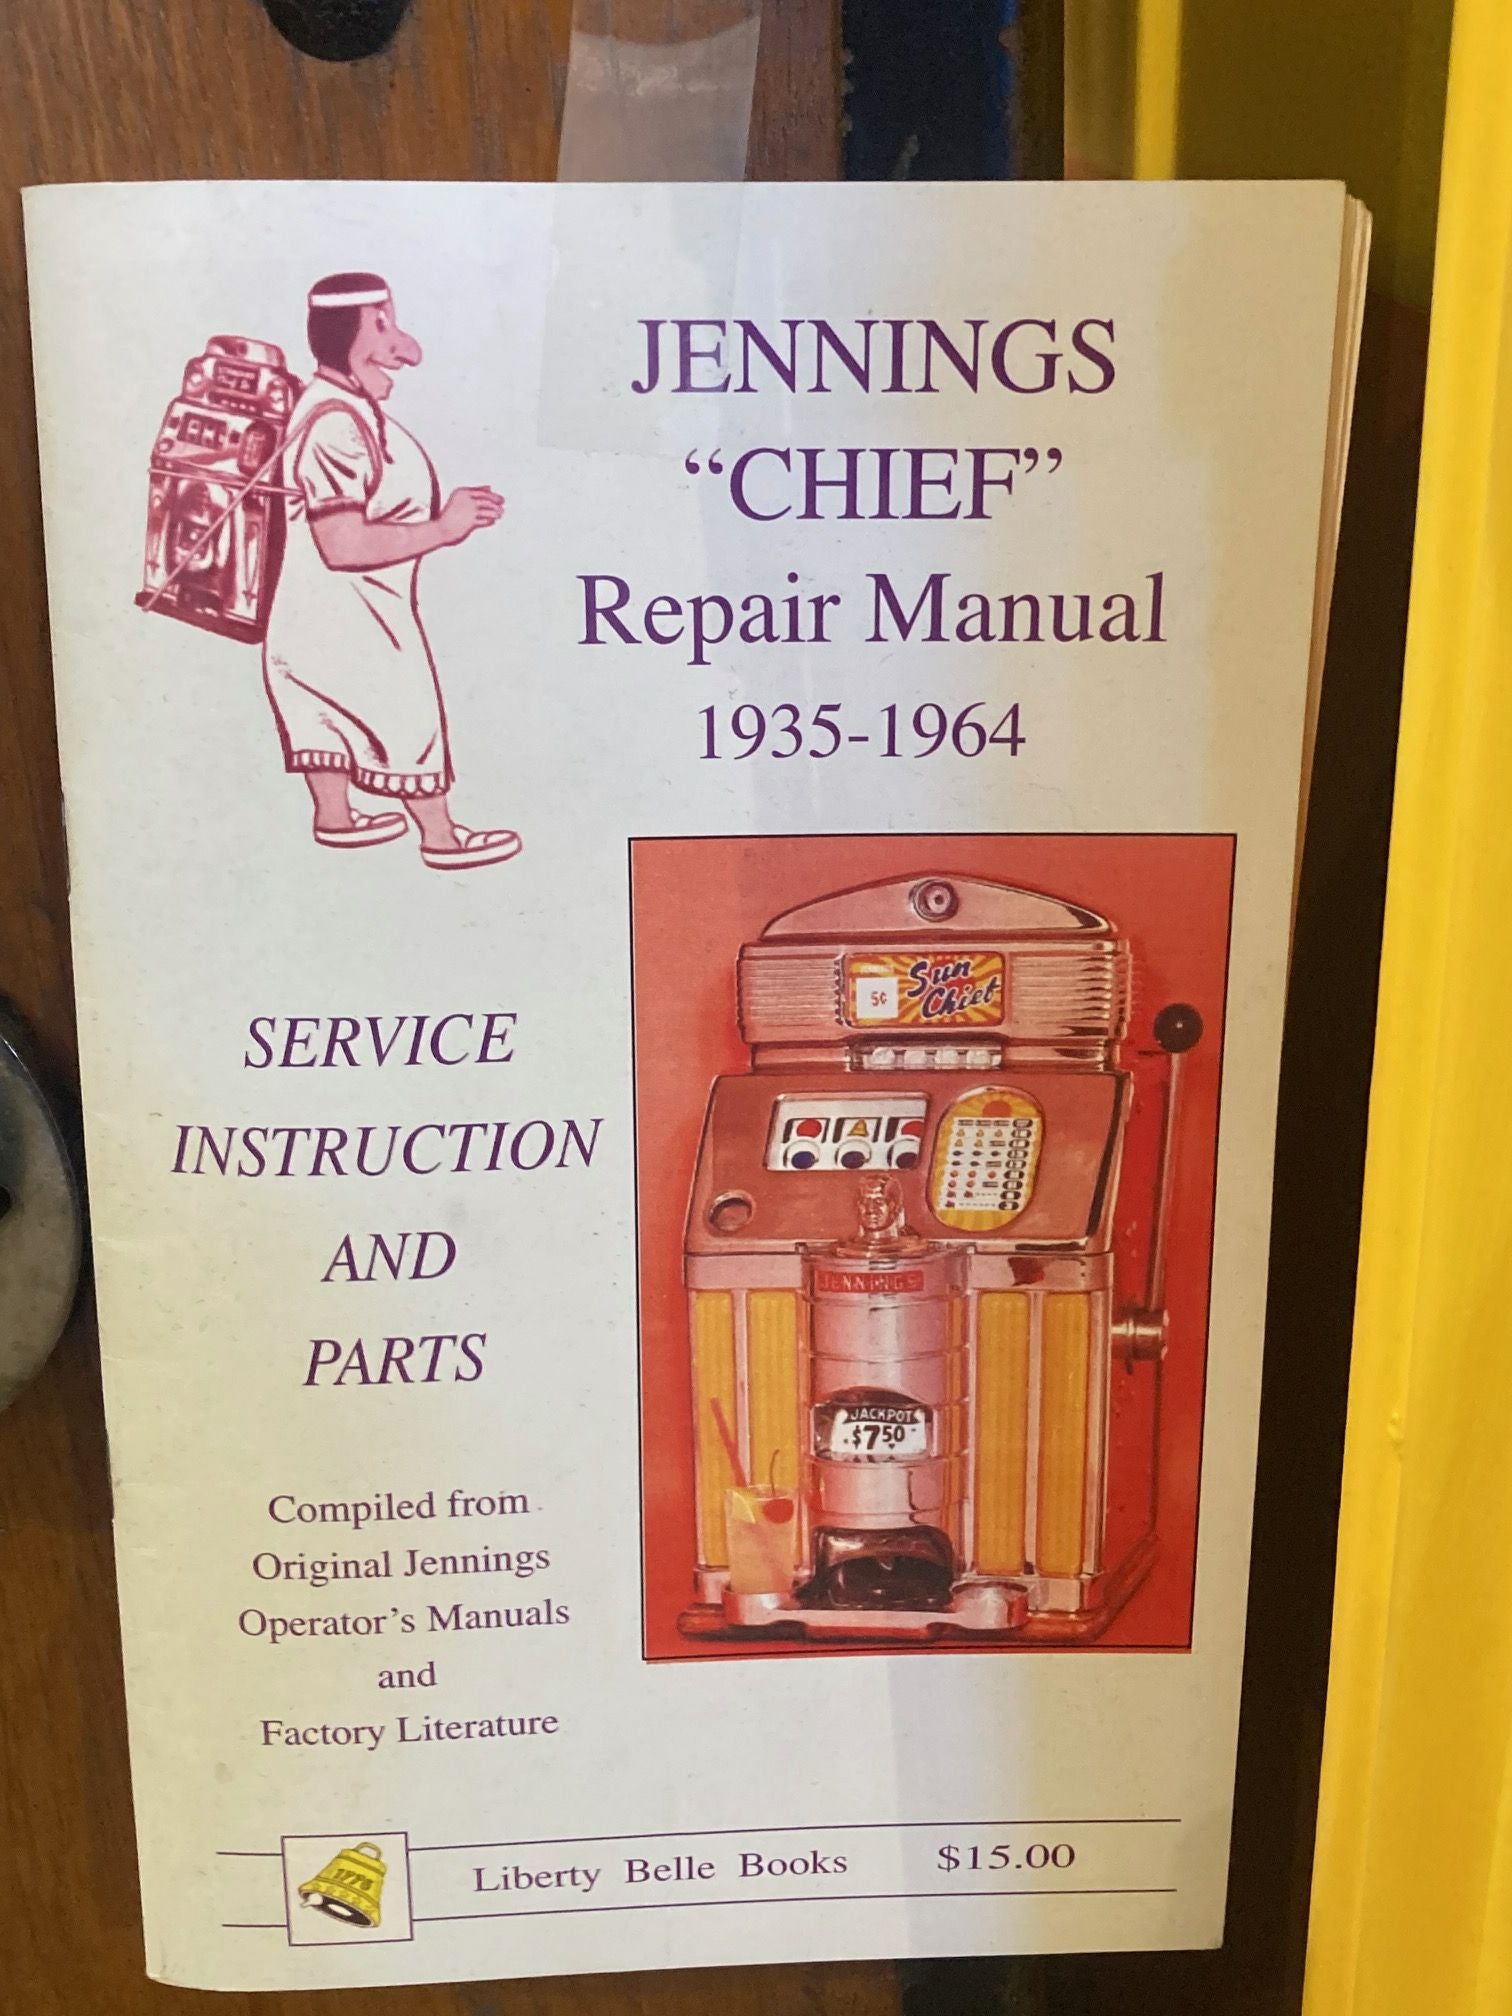 JENNINGS
“CHIEF”
Repair Manual
1935-1964
SERVICE
INSTRUCTION
AND
PARTS
Compiled from
Original Jennings
Operator’s Manuals
and
Factory Literature
5¢
Sun
Chief
JENNINGS
JACKPOT
$7.50
1776
Liberty Belle Books $15.00